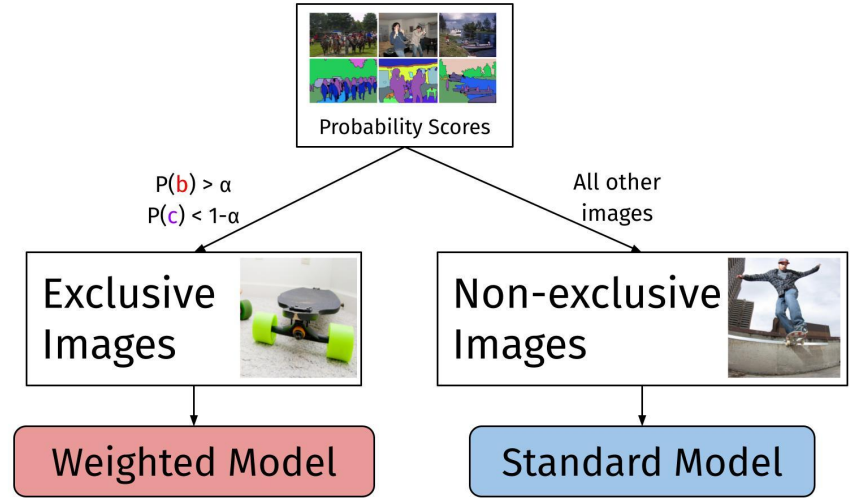 Probability Scores
P(b) > α
P(c) < 1-α
All other
images
Exclusive
Images
Non-exclusive
Images
Weighted Model
Standard Model